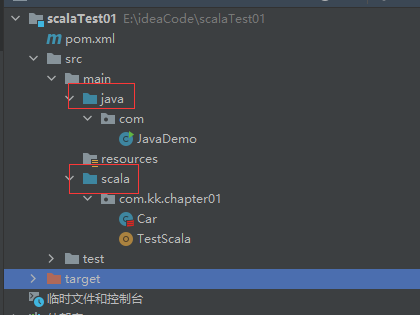 scalaTest01 E:\ideaCode\scalaTest01
pom.xml
src
main
java
com
JavaDemo
resources
scala
com.kk.chapter01
Car
TestScala
test
target
临时文件和控制台